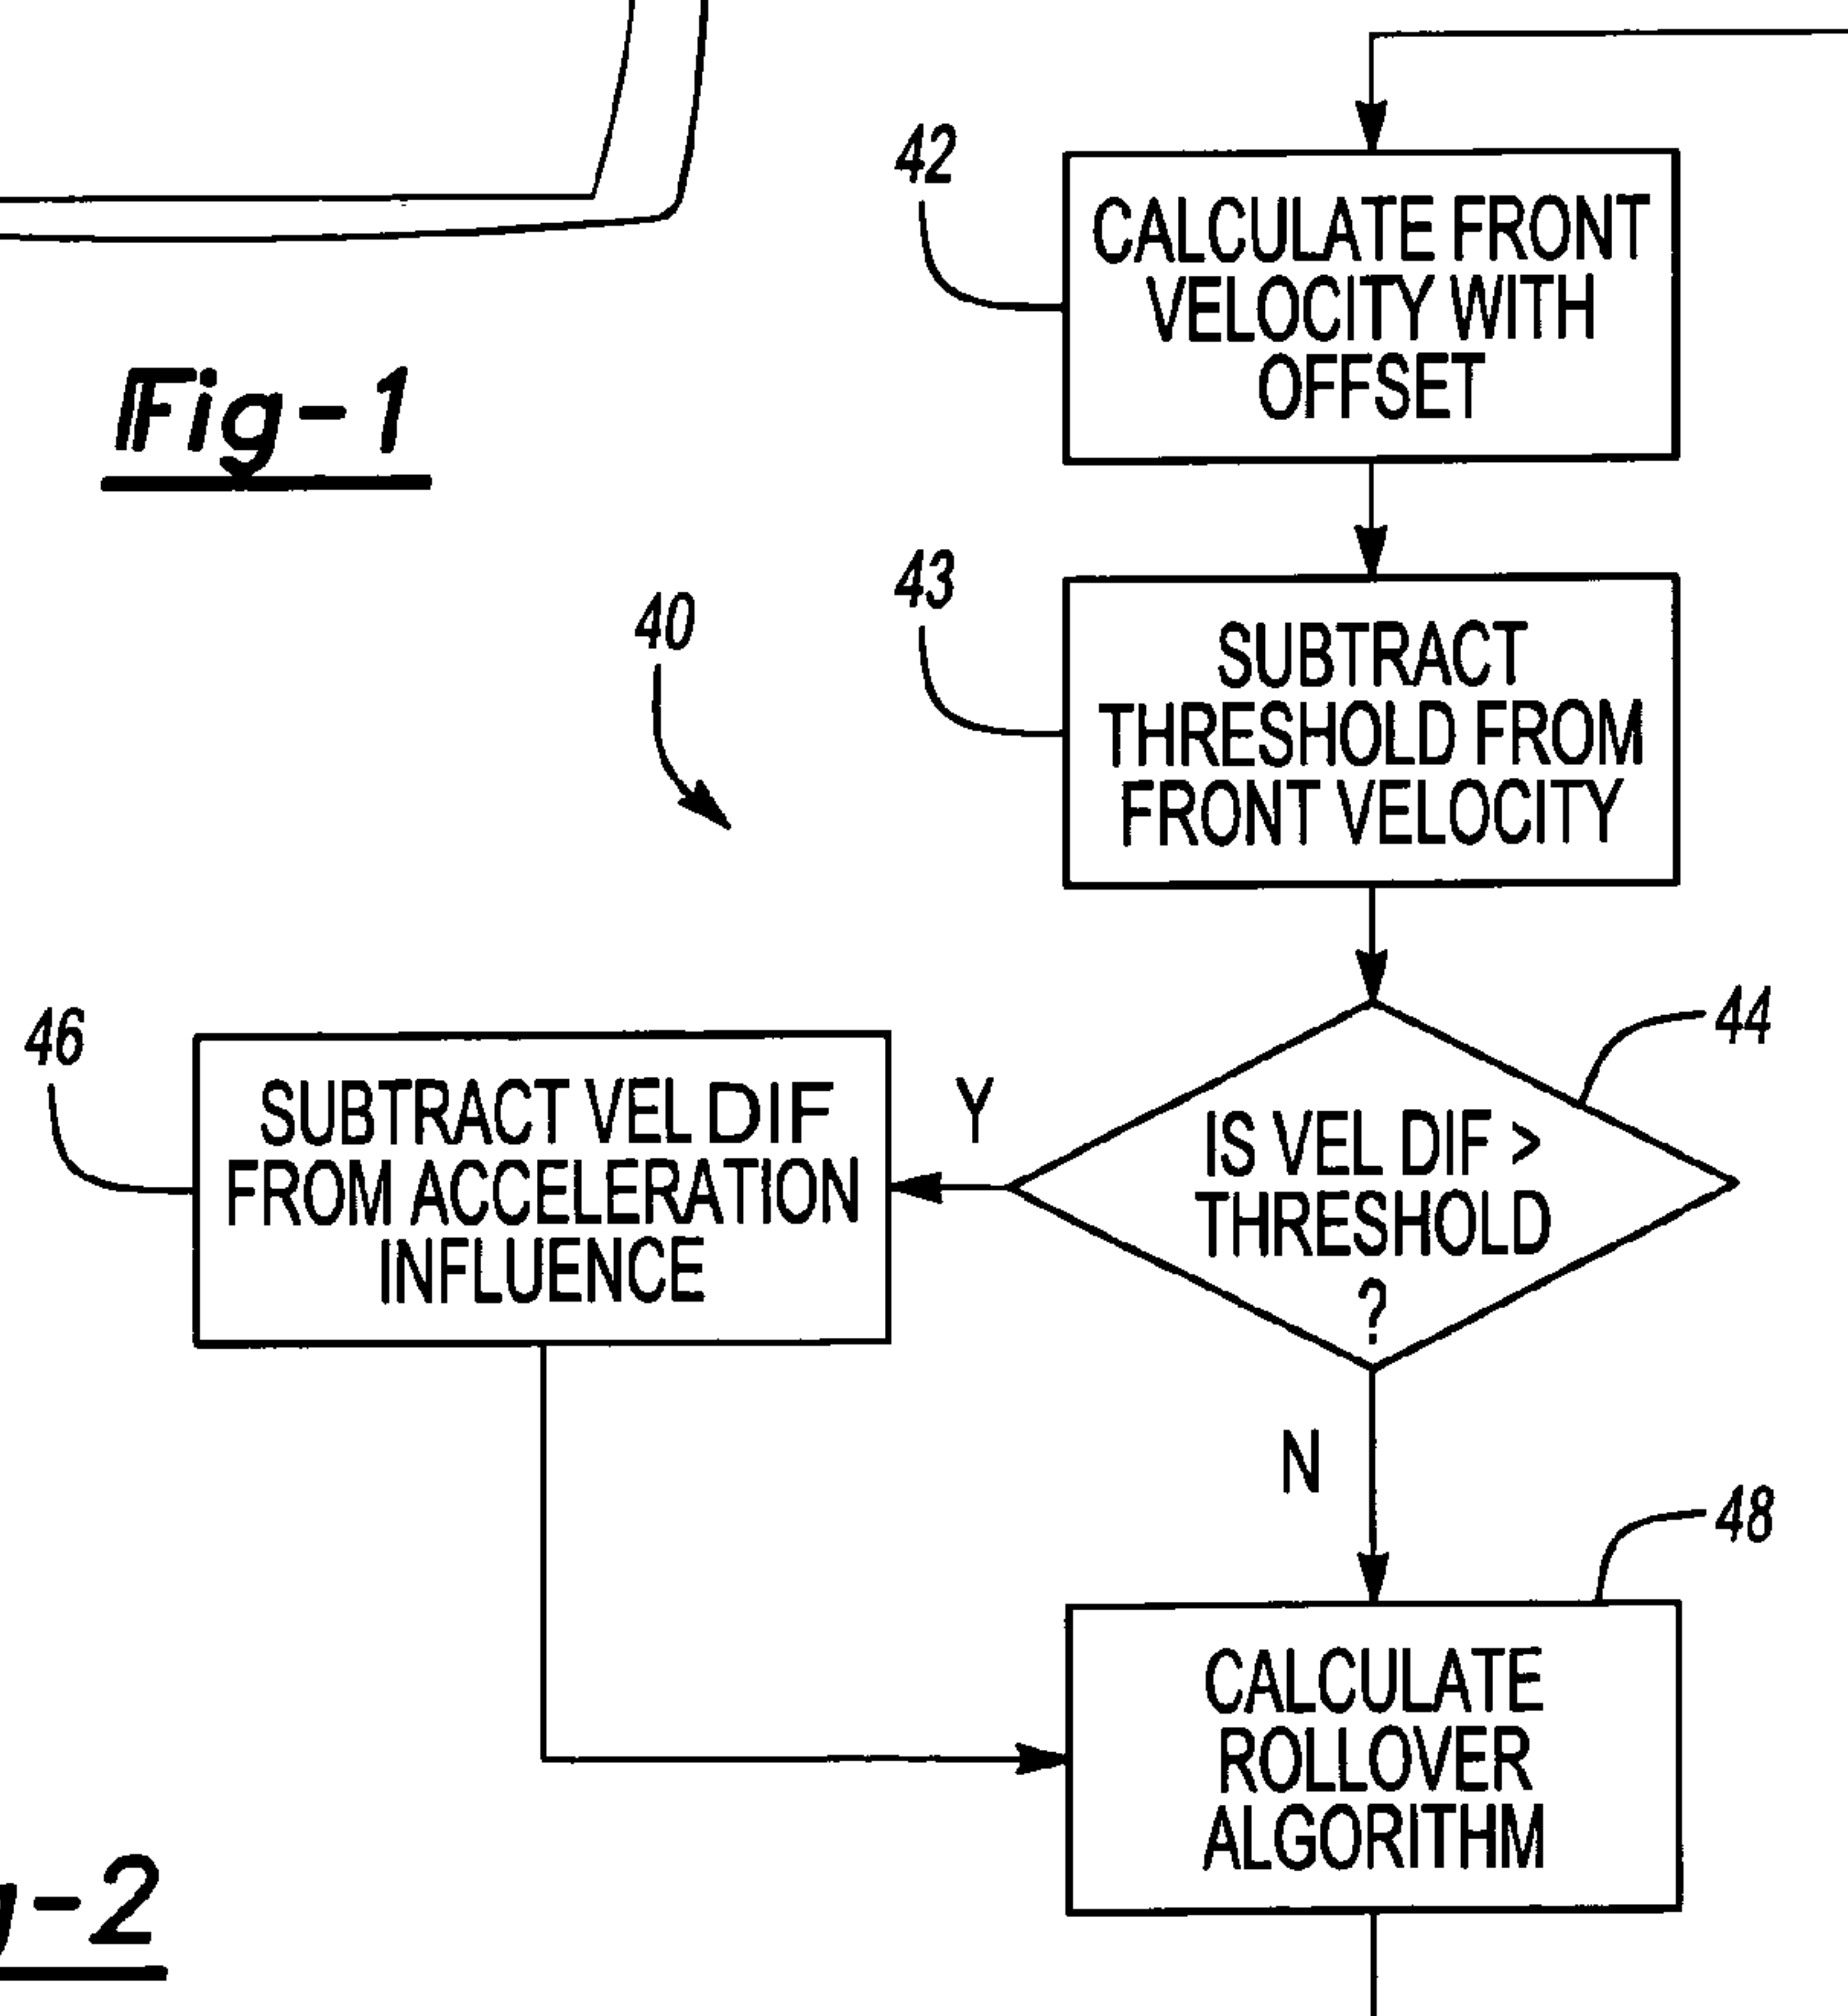 42
CALCULATE FRONT
VELOCITY WITH
OFFSET
Fig-1
43
SUBTRACT
THRESHOLD FROM
FRONT VELOCITY
40
44
46
SUBTRACT VEL DIF
FROM ACCELERATION
INFLUENCE
Y
IS VEL DIF >
THRESHOLD
?
N
48
CALCULATE
ROLLOVER
ALGORITHM
-2